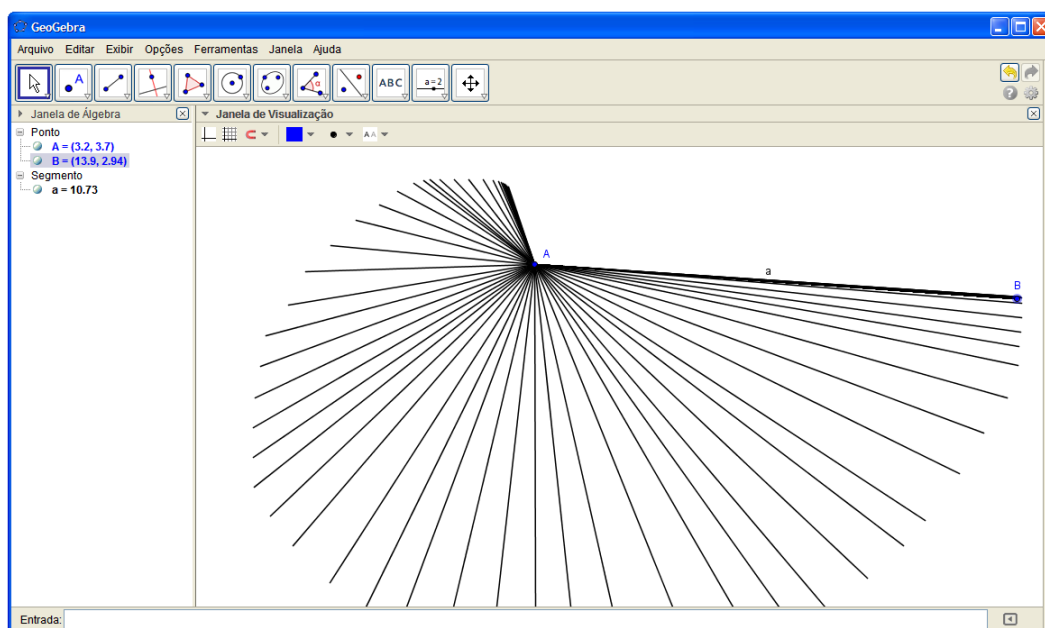 GeoGebra
Arquivo Editar Exibir Opções Ferramentas Janela Ajuda
A
α
ABC
a=2
Janela de Álgebra
Janela de Visualização
Ponto
A = (3.2, 3.7)
B = (13.9, 2.94)
Segmento
a = 10.73
AA
A
a
B
Entrada: